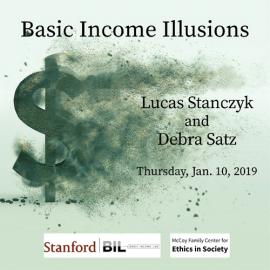 Basic Income Illusions
Lucas Stanczyk
and
Debra Satz
Thursday, Jan. 10, 2019
Stanford | BIL
McCoy Family Center for
Ethics in Society